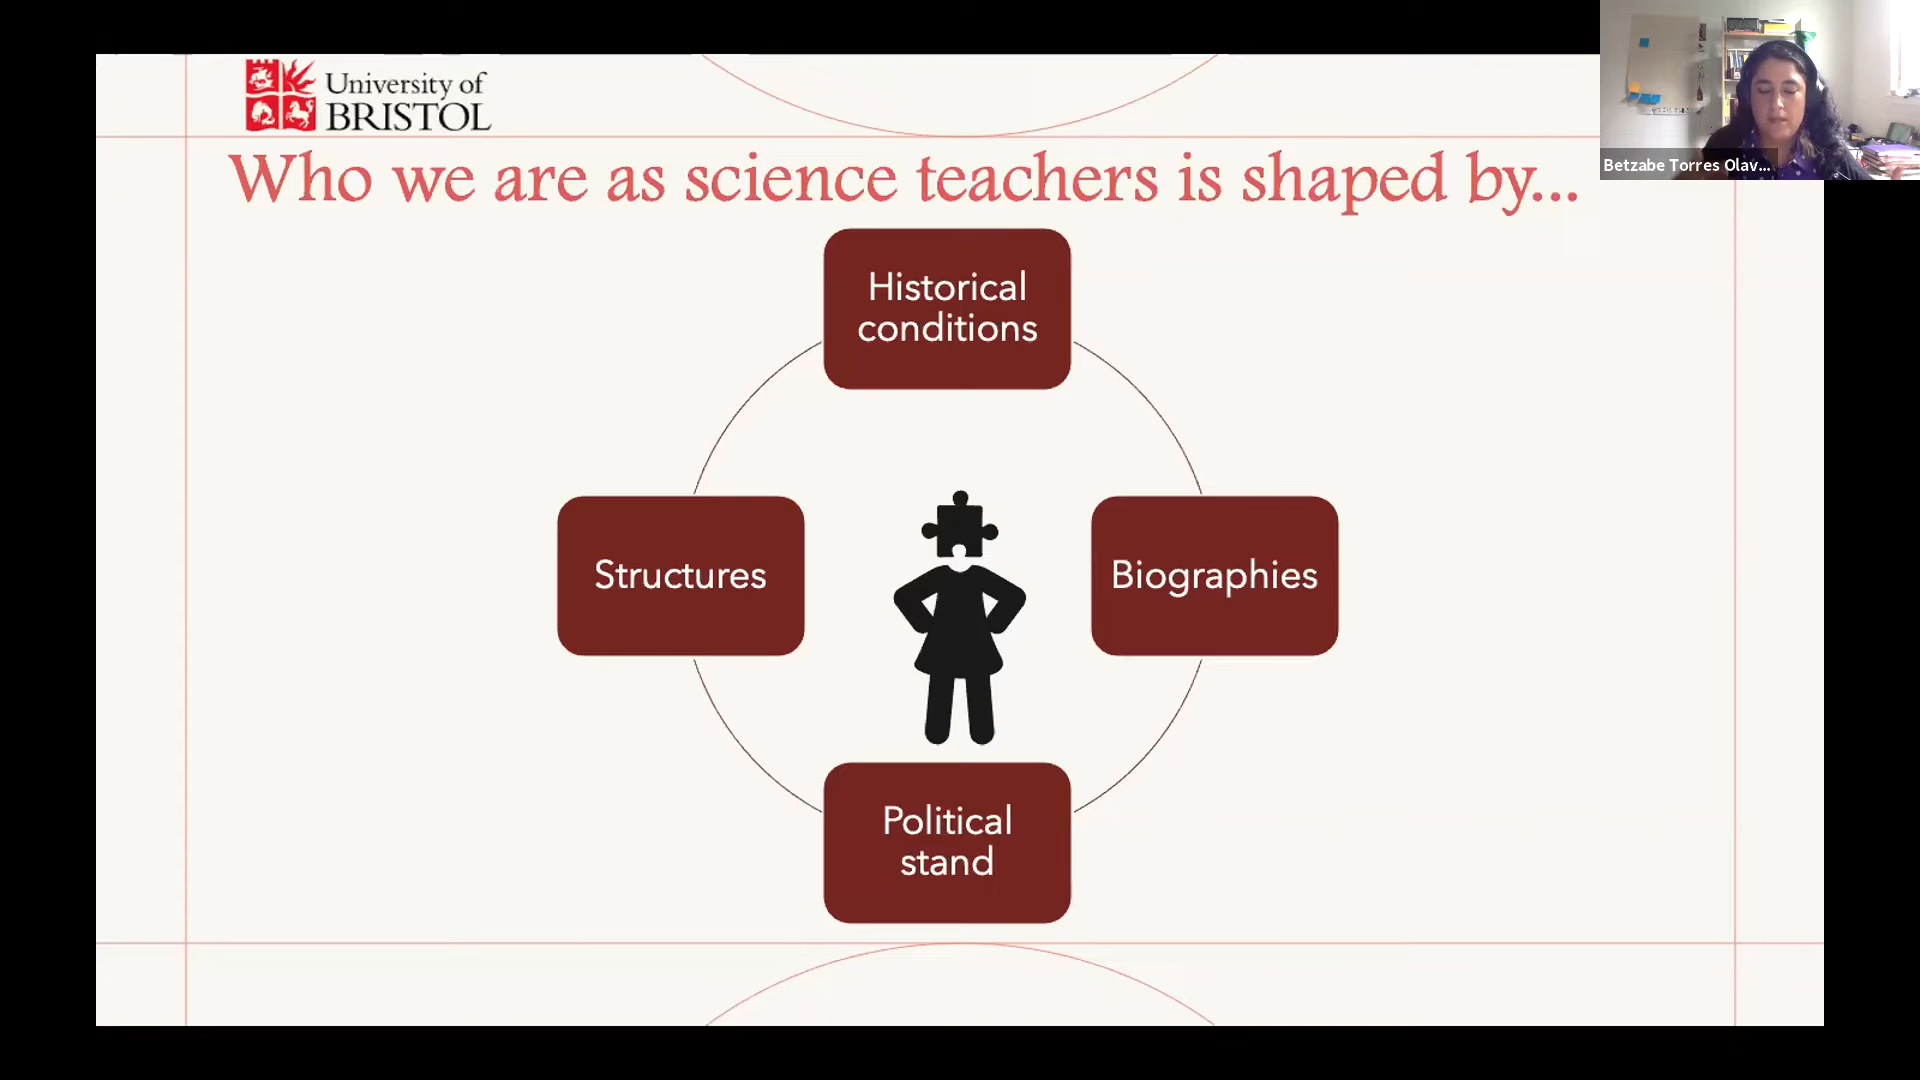 University of
BRISTOL
Betzabe Torres Olav...
Who we are as science teachers is shaped by...
Historical
conditions
Structures
Biographies
Political
stand